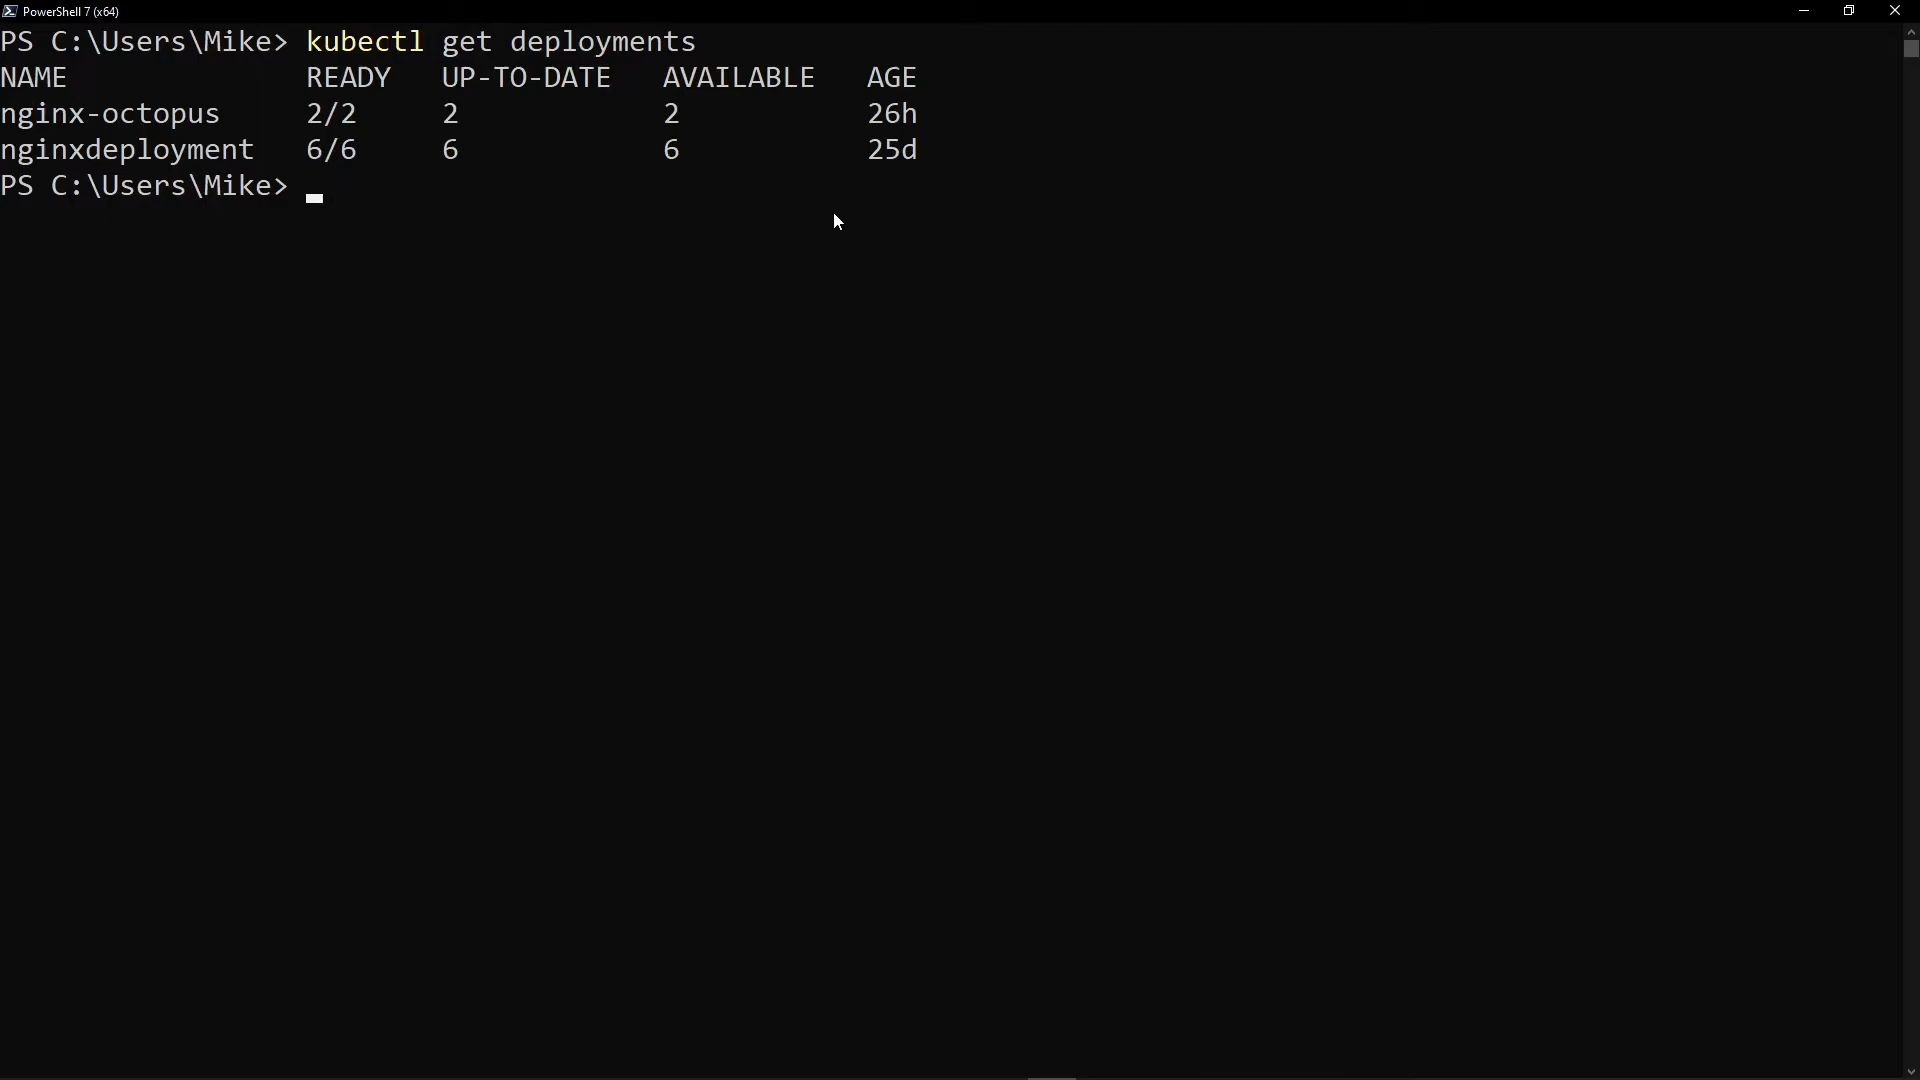 PowerShell 7 (x64)
PS C:\Users\Mike> kubectl get deployments
NAME READY UP-TO-DATE AVAILABLE AGE
nginx-octopus 2/2 2 2 26h
nginxdeployment 6/6 6 6 25d
PS C:\Users\Mike>